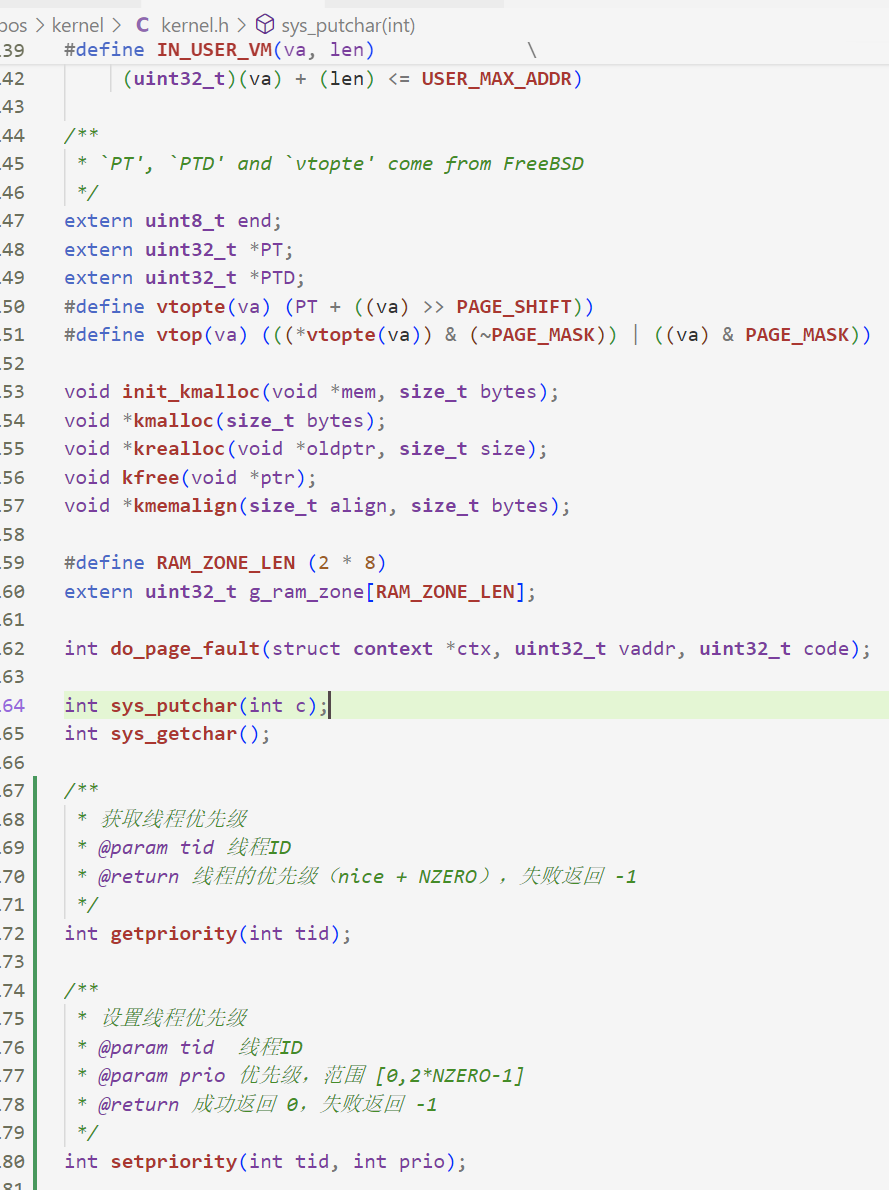 pos > kernel > C kernel.h > sys_putchar(int)
39 #define IN_USER_VM(va, len) \
42 (uint32_t)(va) + (len) <= USER_MAX_ADDR)
43
44 /**
45 * `PT', `PTD' and `vtopte' come from FreeBSD
46 */
47 extern uint8_t end;
48 extern uint32_t *PT;
49 extern uint32_t *PTD;
50 #define vtopte(va) (PT + ((va) >> PAGE_SHIFT))
51 #define vtop(va) (((*vtopte(va)) & (~PAGE_MASK)) | ((va) & PAGE_MASK))
52
53 void init_kmalloc(void *mem, size_t bytes);
54 void *kmalloc(size_t bytes);
55 void *krealloc(void *oldptr, size_t size);
56 void kfree(void *ptr);
57 void *kmemalign(size_t align, size_t bytes);
58
59 #define RAM_ZONE_LEN (2 * 8)
60 extern uint32_t g_ram_zone[RAM_ZONE_LEN];
61
62 int do_page_fault(struct context *ctx, uint32_t vaddr, uint32_t code);
63
64 int sys_putchar(int c);
65 int sys_getchar();
66
67 /**
68 * 获取线程优先级
69 * @param tid 线程ID
70 * @return 线程的优先级（nice + NZERO），失败返回 -1
71 */
72 int getpriority(int tid);
73
74 /**
75 * 设置线程优先级
76 * @param tid 线程ID
77 * @param prio 优先级，范围 [0,2*NZERO-1]
78 * @return 成功返回 0，失败返回 -1
79 */
80 int setpriority(int tid, int prio);
81